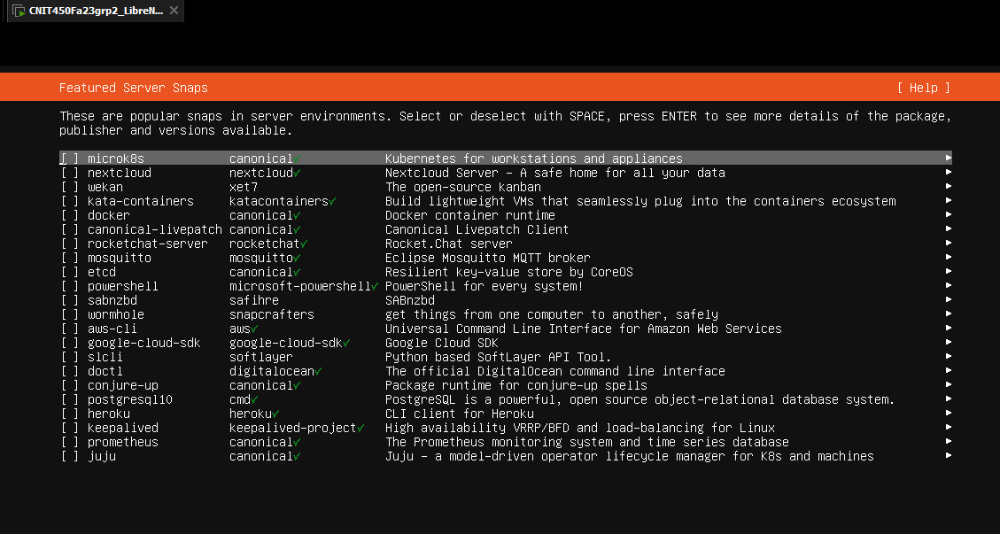 CNIT450Fa23grp2_LibreN...
Featured Server Snaps [ Help ]
These are popular snaps in server environments. Select or deselect with SPACE, press ENTER to see more details of the package,
publisher and versions available.
[ ] microk8s canonical✓ Kubernetes for workstations and appliances ▸
[ ] nextcloud nextcloud✓ Nextcloud Server - A safe home for all your data ▸
[ ] wekan xet7 The open-source kanban ▸
[ ] kata-containers katacontainers✓ Build lightweight VMs that seamlessly plug into the containers ecosystem ▸
[ ] docker canonical✓ Docker container runtime ▸
[ ] canonical-livepatch canonical✓ Canonical Livepatch Client ▸
[ ] rocketchat-server rocketchat✓ Rocket.Chat server ▸
[ ] mosquitto mosquitto✓ Eclipse Mosquitto MQTT broker ▸
[ ] etcd canonical✓ Resilient key-value store by CoreOS ▸
[ ] powershell microsoft-powershell✓ PowerShell for every system! ▸
[ ] sabnzbd safihre SABnzbd ▸
[ ] wormhole snapcrafters get things from one computer to another, safely ▸
[ ] aws-cli aws✓ Universal Command Line Interface for Amazon Web Services ▸
[ ] google-cloud-sdk google-cloud-sdk✓ Google Cloud SDK ▸
[ ] slcli softlayer Python based SoftLayer API Tool. ▸
[ ] doctl digitalocean✓ The official DigitalOcean command line interface ▸
[ ] conjure-up canonical✓ Package runtime for conjure-up spells ▸
[ ] postgresql10 cmd✓ PostgreSQL is a powerful, open source object-relational database system. ▸
[ ] heroku heroku✓ CLI client for Heroku ▸
[ ] keepalived keepalived-project✓ High availability VRRP/BFD and load-balancing for Linux ▸
[ ] prometheus canonical✓ The Prometheus monitoring system and time series database ▸
[ ] juju canonical✓ Juju - a model-driven operator lifecycle manager for K8s and machines ▸